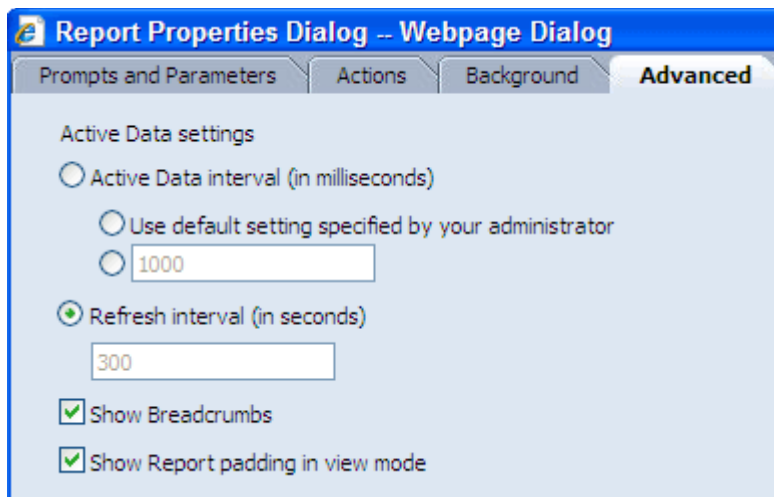 Report Properties Dialog -- Webpage Dialog
Prompts and Parameters Actions Background Advanced
Active Data settings
Active Data interval (in milliseconds)
Use default setting specified by your administrator
1000
Refresh interval (in seconds)
300
Show Breadcrumbs
Show Report padding in view mode